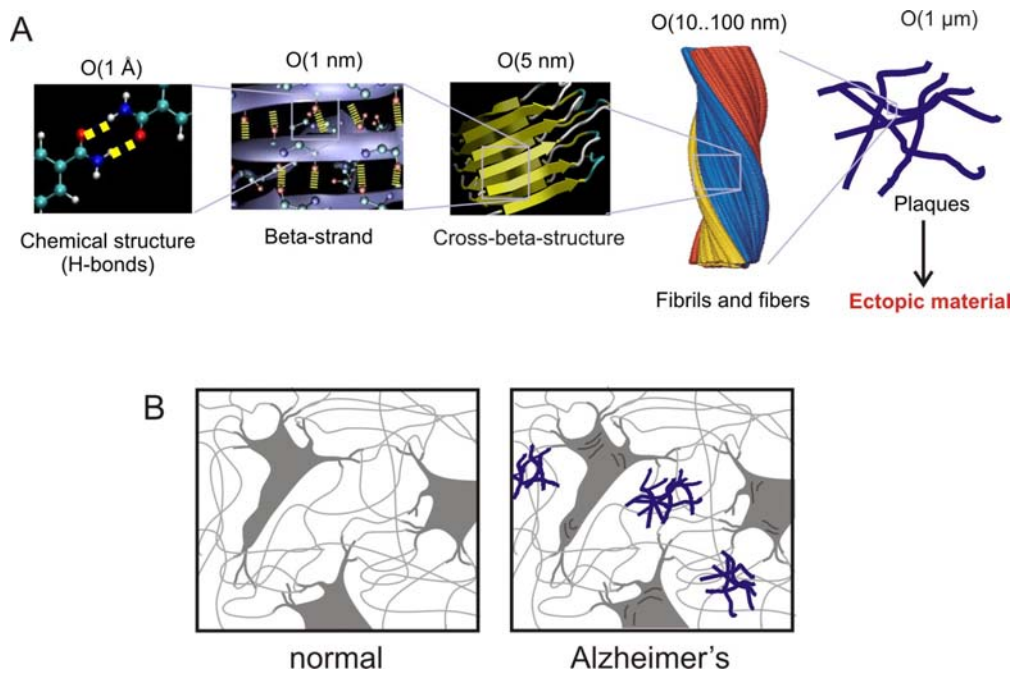 A
O(1 Å)
O(1 nm)
O(5 nm)
O(10..100 nm)
O(1 μm)
Chemical structure
(H-bonds)
Beta-strand
Cross-beta-structure
Fibrils and fibers
Plaques
Ectopic material
B
normal
Alzheimer's